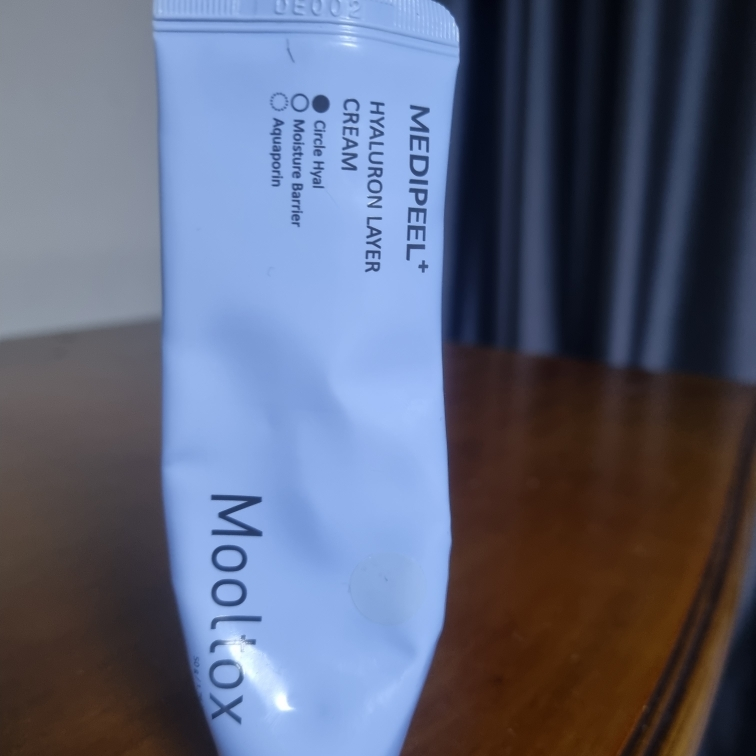 DE002
MEDIPEEL+
HYALURON LAYER
CREAM
Circle Hyal
Moisture Barrier
Aquaporin
Mooltox